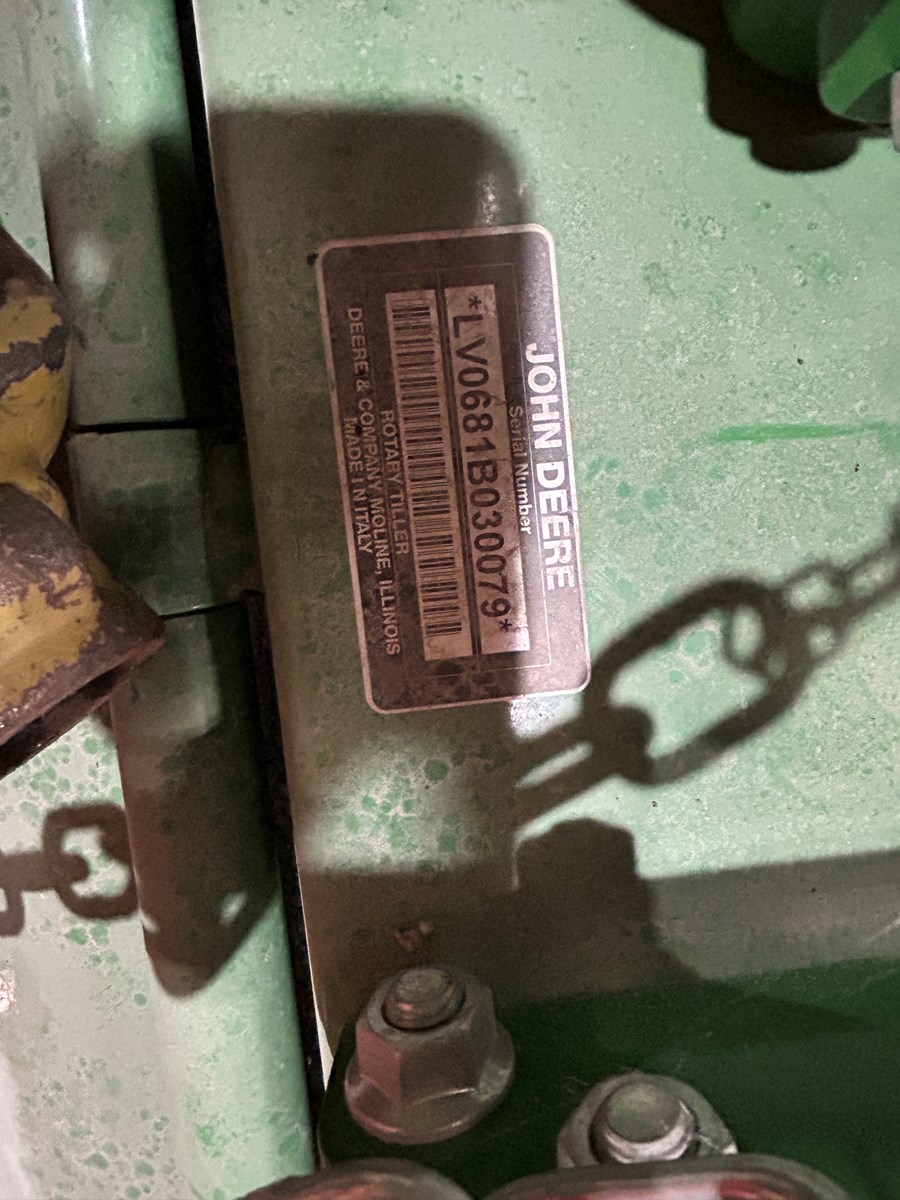 JOHN DEERE
Serial Number
*LV0681B030079*
ROTARY TILLER
DEERE & COMPANY MOLINE, ILLINOIS
MADE IN ITALY